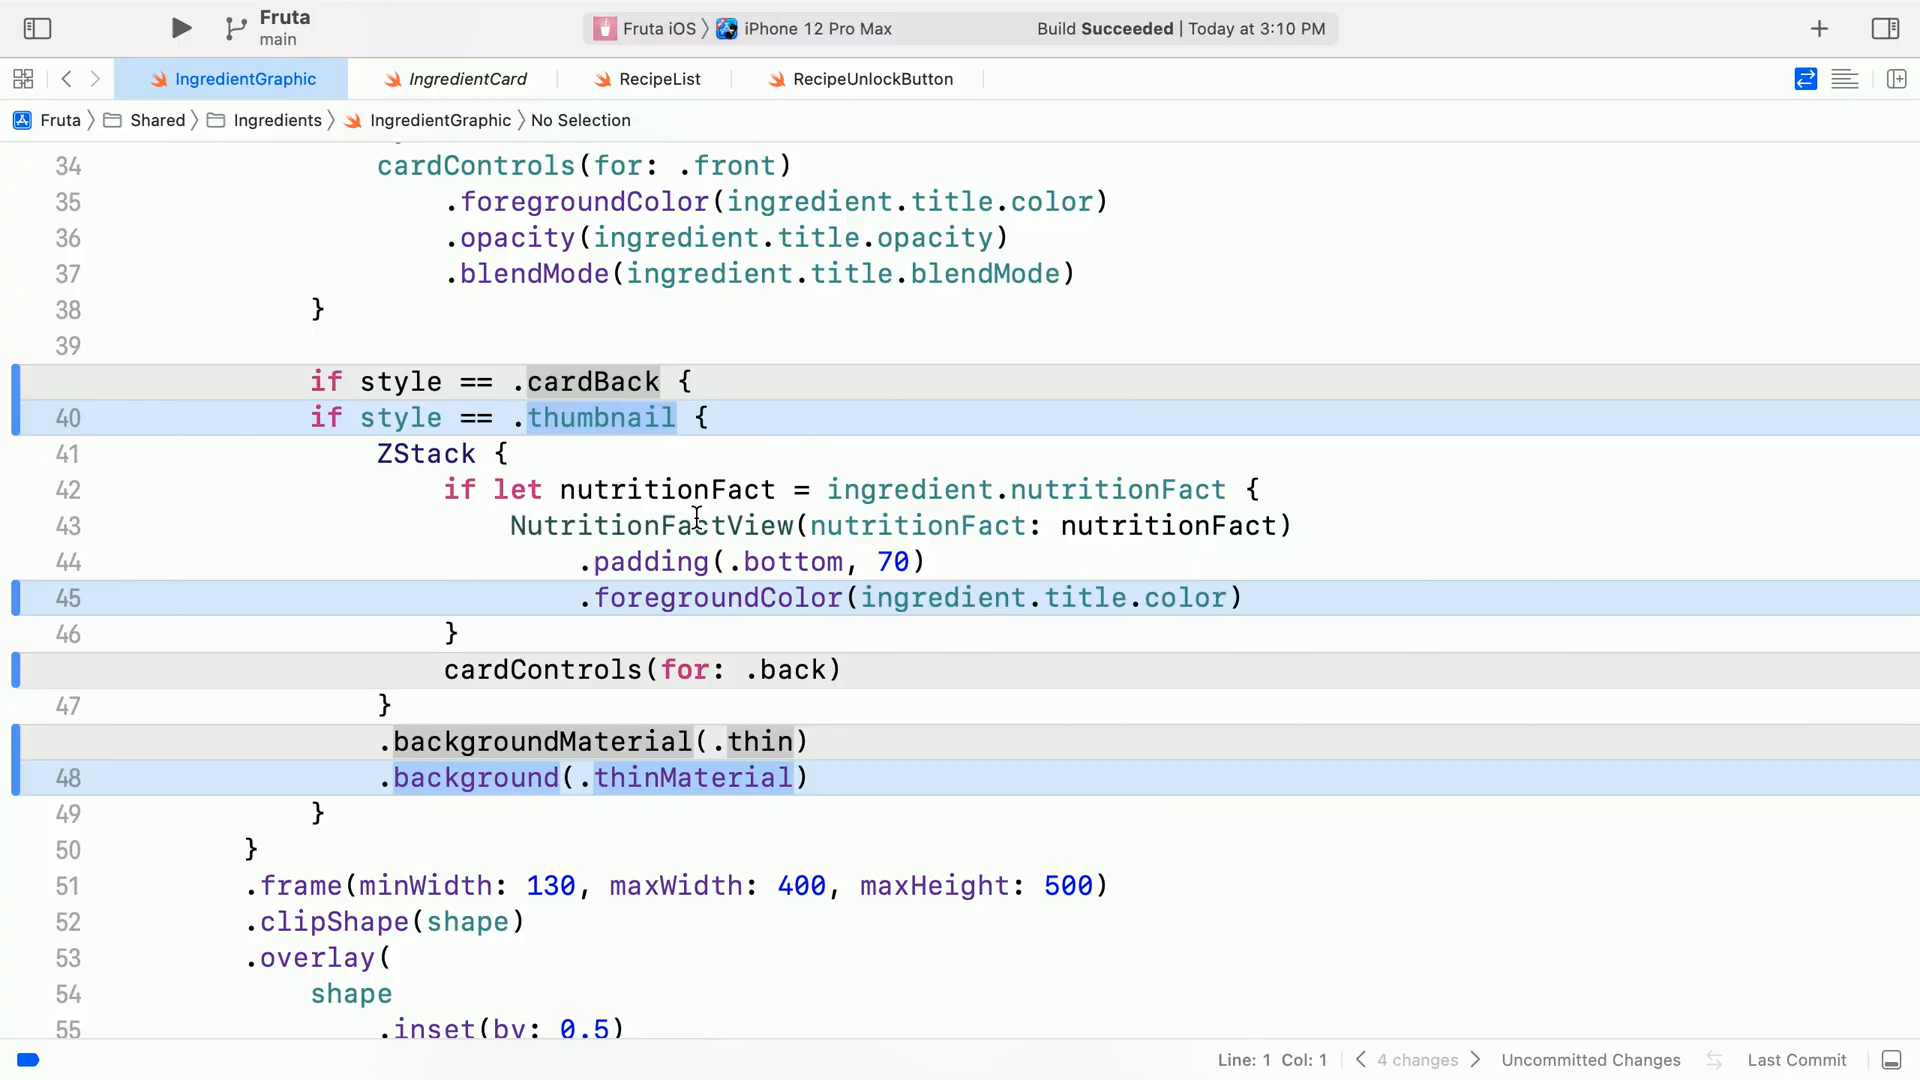 Fruta
main
Fruta iOS iPhone 12 Pro Max Build Succeeded | Today at 3:10 PM
IngredientGraphic IngredientCard RecipeList RecipeUnlockButton
Fruta Shared Ingredients IngredientGraphic No Selection
34 cardControls(for: .front)
35 .foregroundColor(ingredient.title.color)
36 .opacity(ingredient.title.opacity)
37 .blendMode(ingredient.title.blendMode)
38 }
39
if style == .cardBack {
40 if style == .thumbnail {
41 ZStack {
42 if let nutritionFact = ingredient.nutritionFact {
43 NutritionFactView(nutritionFact: nutritionFact)
44 .padding(.bottom, 70)
45 .foregroundColor(ingredient.title.color)
46 }
cardControls(for: .back)
47 }
.backgroundMaterial(.thin)
48 .background(.thinMaterial)
49 }
50 }
51 .frame(minWidth: 130, maxWidth: 400, maxHeight: 500)
52 .clipShape(shape)
53 .overlay(
54 shape
55 .inset(by: 0.5)
Line: 1 Col: 1 4 changes Uncommitted Changes Last Commit